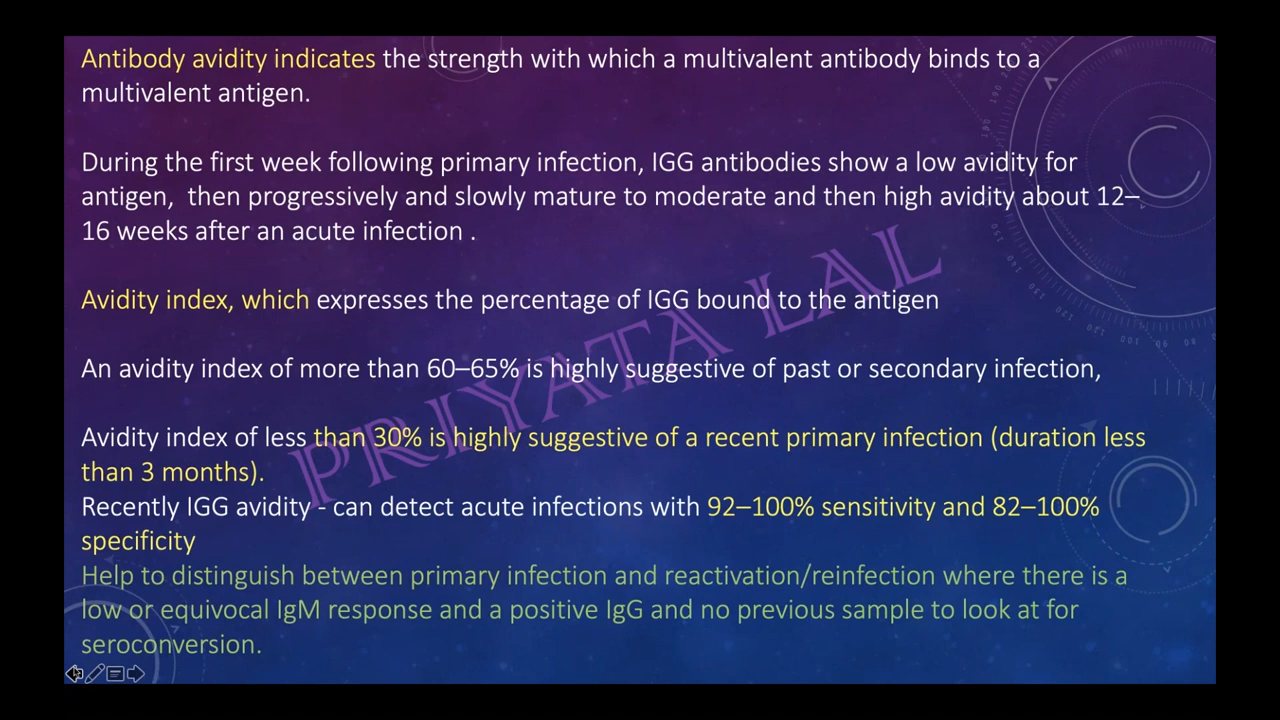 Antibody avidity indicates the strength with which a multivalent antibody binds to a
multivalent antigen.
During the first week following primary infection, IGG antibodies show a low avidity for
antigen, then progressively and slowly mature to moderate and then high avidity about 12–
16 weeks after an acute infection .
Avidity index, which expresses the percentage of IGG bound to the antigen
An avidity index of more than 60–65% is highly suggestive of past or secondary infection,
Avidity index of less than 30% is highly suggestive of a recent primary infection (duration less
than 3 months).
Recently IGG avidity - can detect acute infections with 92–100% sensitivity and 82–100%
specificity
Help to distinguish between primary infection and reactivation/reinfection where there is a
low or equivocal IgM response and a positive IgG and no previous sample to look at for
seroconversion.
PRIYATA LAL